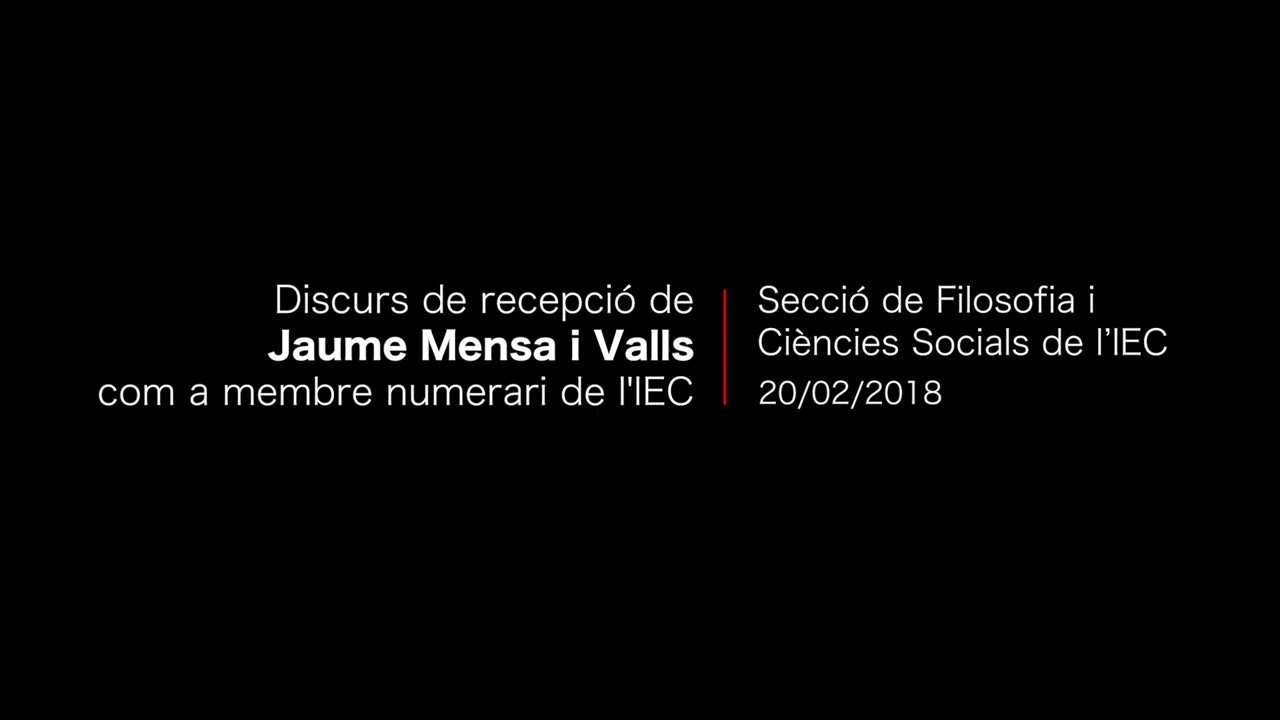 Discurs de recepció de
Jaume Mensa i Valls
com a membre numerari de l'IEC
Secció de Filosofia i
Ciències Socials de l’IEC
20/02/2018